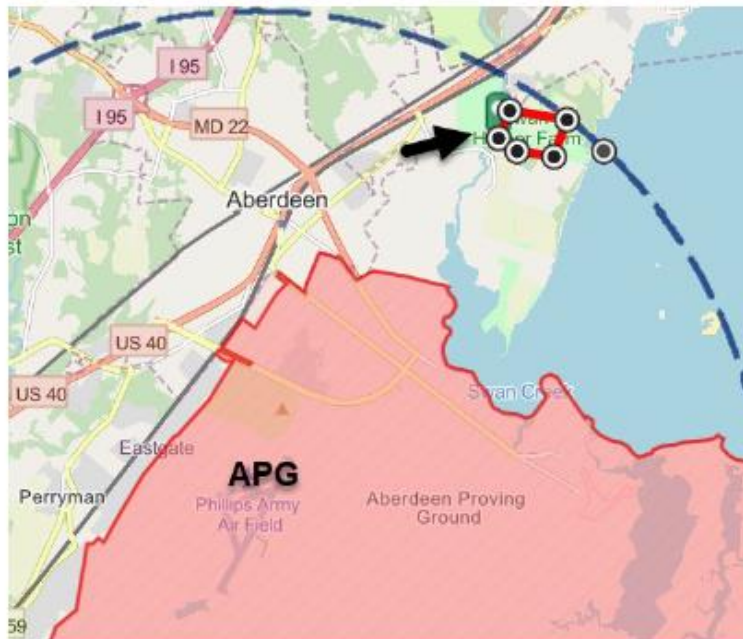 I 95
I 95
MD 22
Aberdeen
Farm
US 40
US 40
Swan Creek
Eastgate
APG
Perryman
Phillips Army
Air Field
Aberdeen Proving
Ground
59